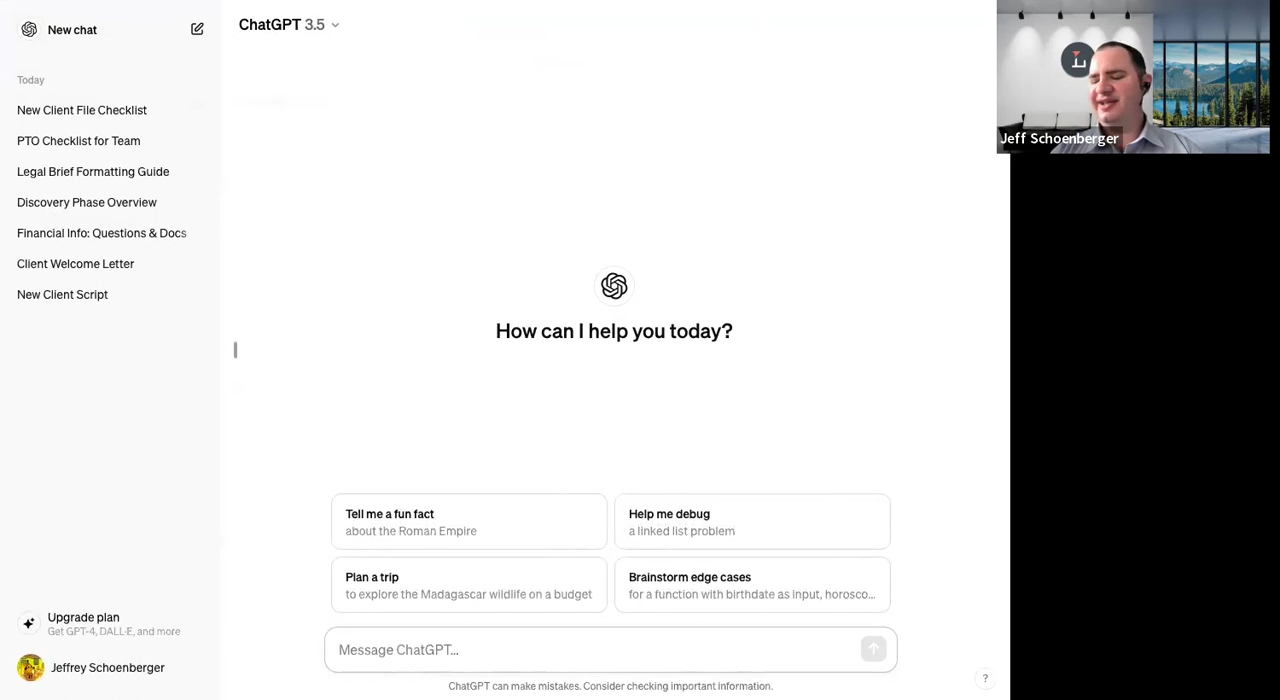 New chat
Today
New Client File Checklist
PTO Checklist for Team
Legal Brief Formatting Guide
Discovery Phase Overview
Financial Info: Questions & Docs
Client Welcome Letter
New Client Script
Upgrade plan
Get GPT-4, DALL·E, and more
Jeffrey Schoenberger
ChatGPT 3.5
How can I help you today?
Tell me a fun fact
about the Roman Empire
Help me debug
a linked list problem
Plan a trip
to explore the Madagascar wildlife on a budget
Brainstorm edge cases
for a function with birthdate as input, horosco...
Message ChatGPT...
ChatGPT can make mistakes. Consider checking important information.
?
Jeff Schoenberger